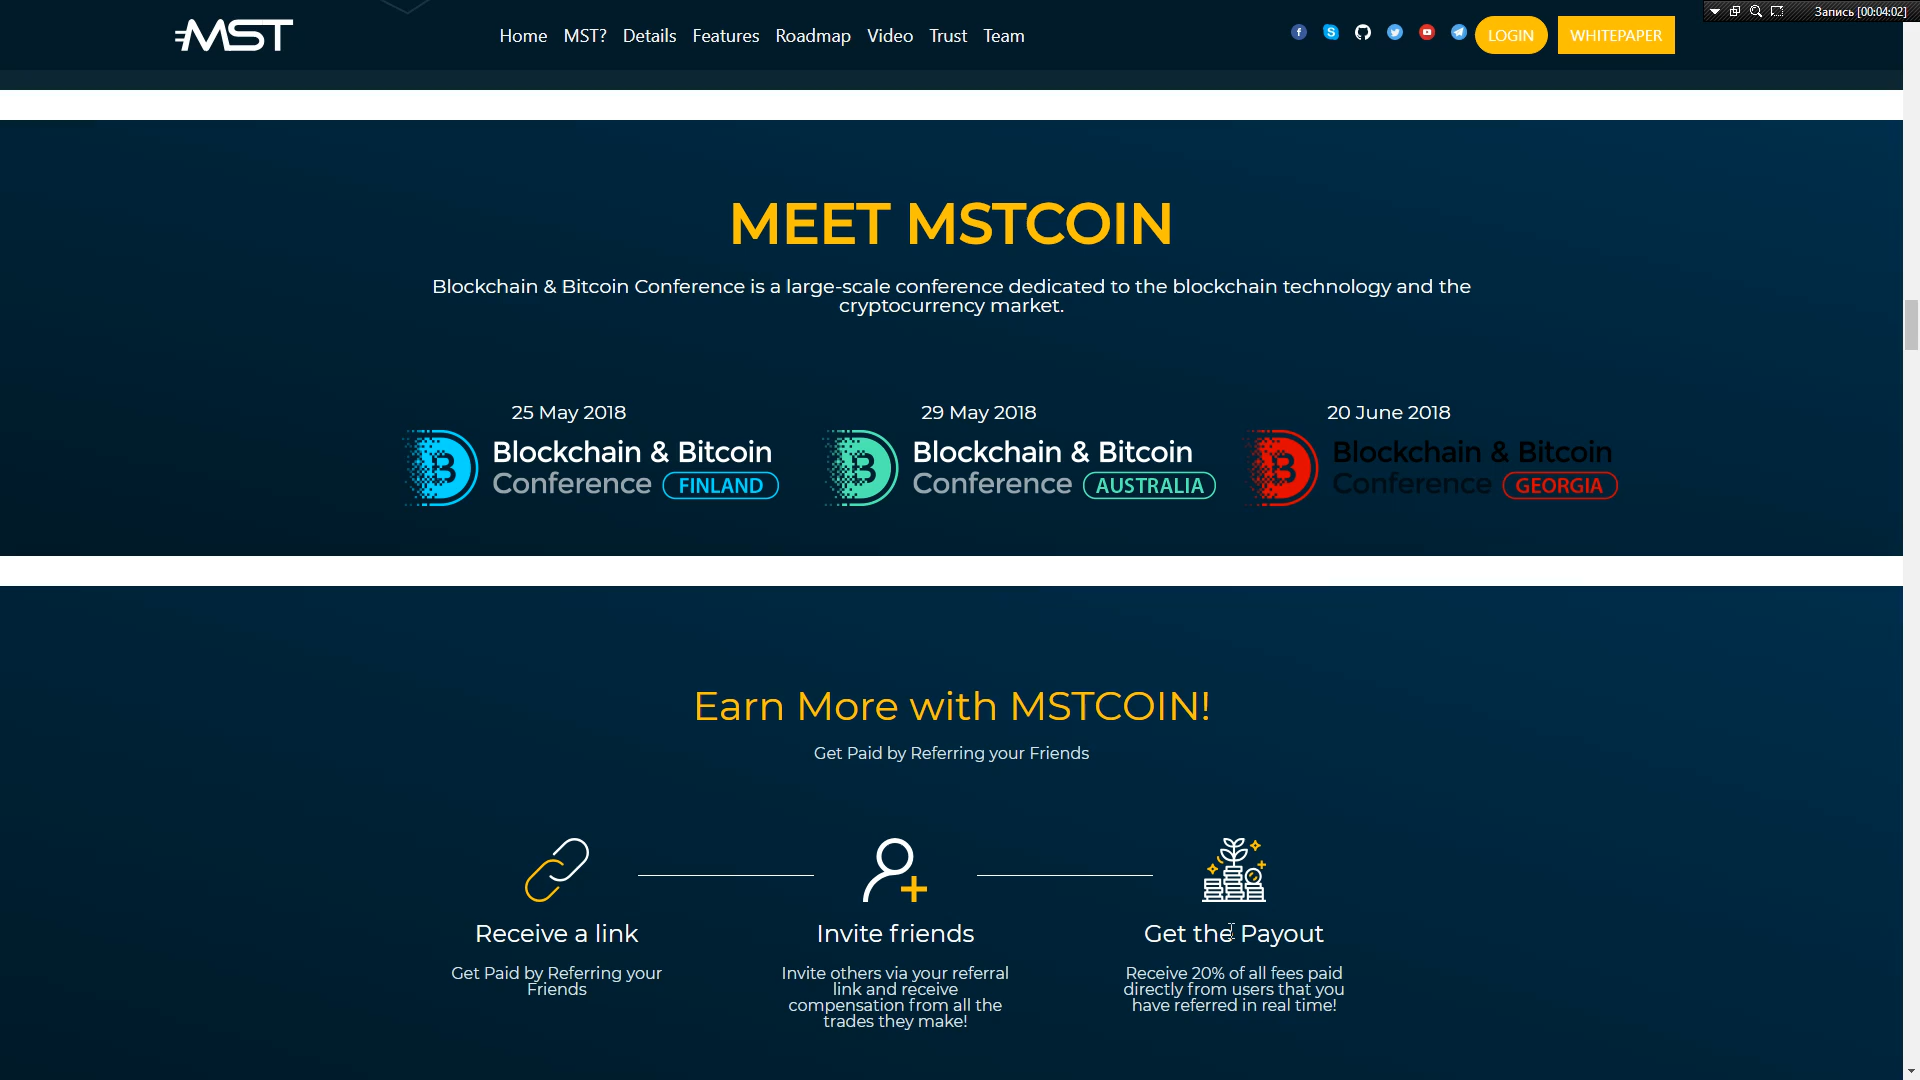 MST
Home MST? Details Features Roadmap Video Trust Team
LOGIN
WHITEPAPER
Запись [00:04:02]
MEET MSTCOIN
Blockchain & Bitcoin Conference is a large-scale conference dedicated to the blockchain technology and the
cryptocurrency market.
25 May 2018
Blockchain & Bitcoin
Conference FINLAND
29 May 2018
Blockchain & Bitcoin
Conference AUSTRALIA
20 June 2018
Blockchain & Bitcoin
Conference GEORGIA
Earn More with MSTCOIN!
Get Paid by Referring your Friends
Receive a link
Get Paid by Referring your
Friends
Invite friends
Invite others via your referral
link and receive
compensation from all the
trades they make!
Get the Payout
Receive 20% of all fees paid
directly from users that you
have referred in real time!